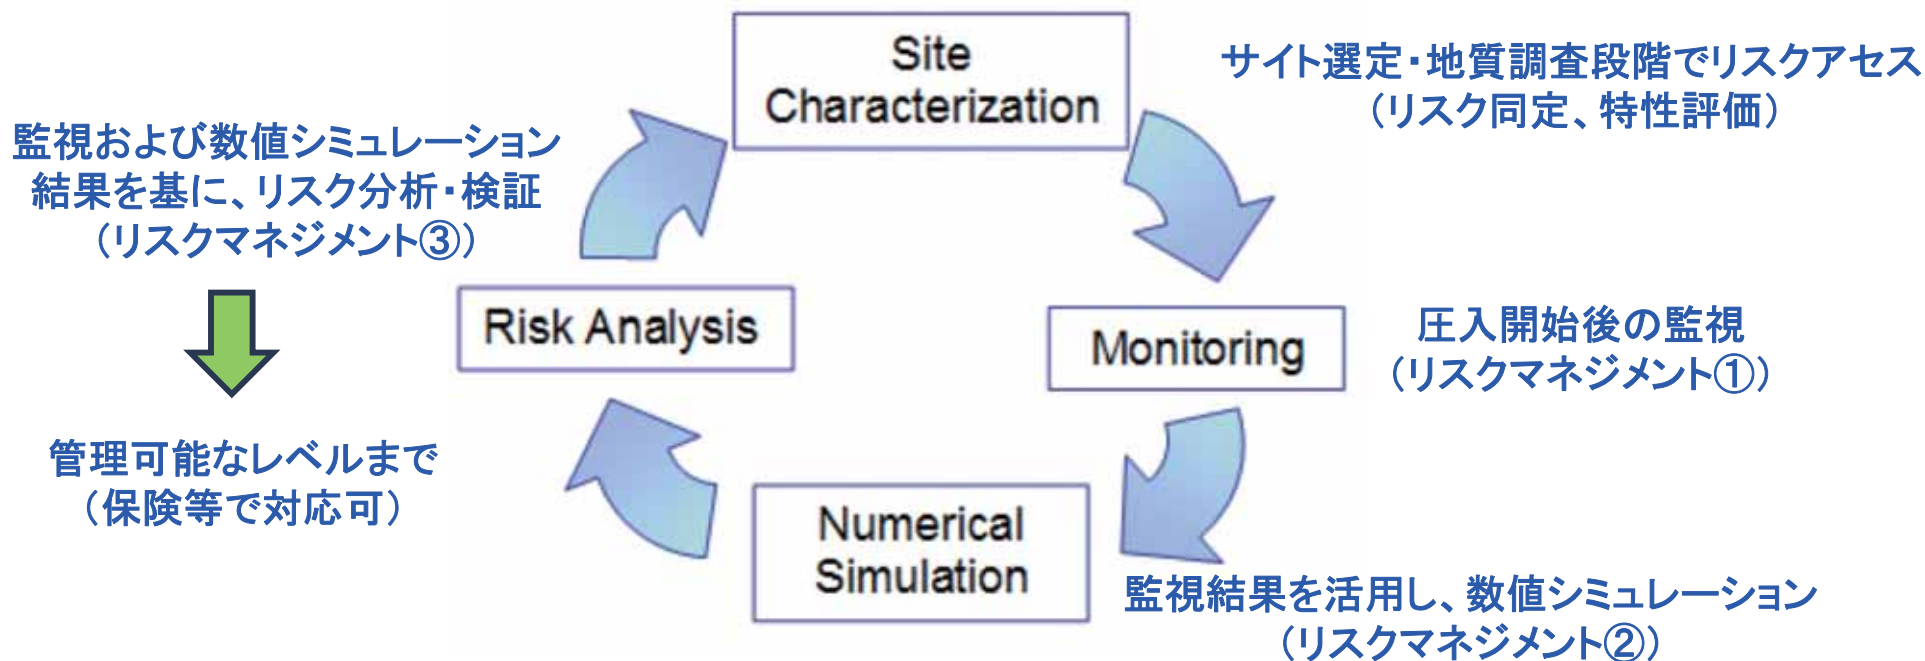 Site
Characterization
サイト選定・地質調査段階でリスクアセス
（リスク同定、特性評価）
監視および数値シミュレーション
結果を基に、リスク分析・検証
（リスクマネジメント③）
Risk Analysis
Monitoring
圧入開始後の監視
（リスクマネジメント①）
管理可能なレベルまで
（保険等で対応可）
Numerical
Simulation
監視結果を活用し、数値シミュレーション
（リスクマネジメント②）